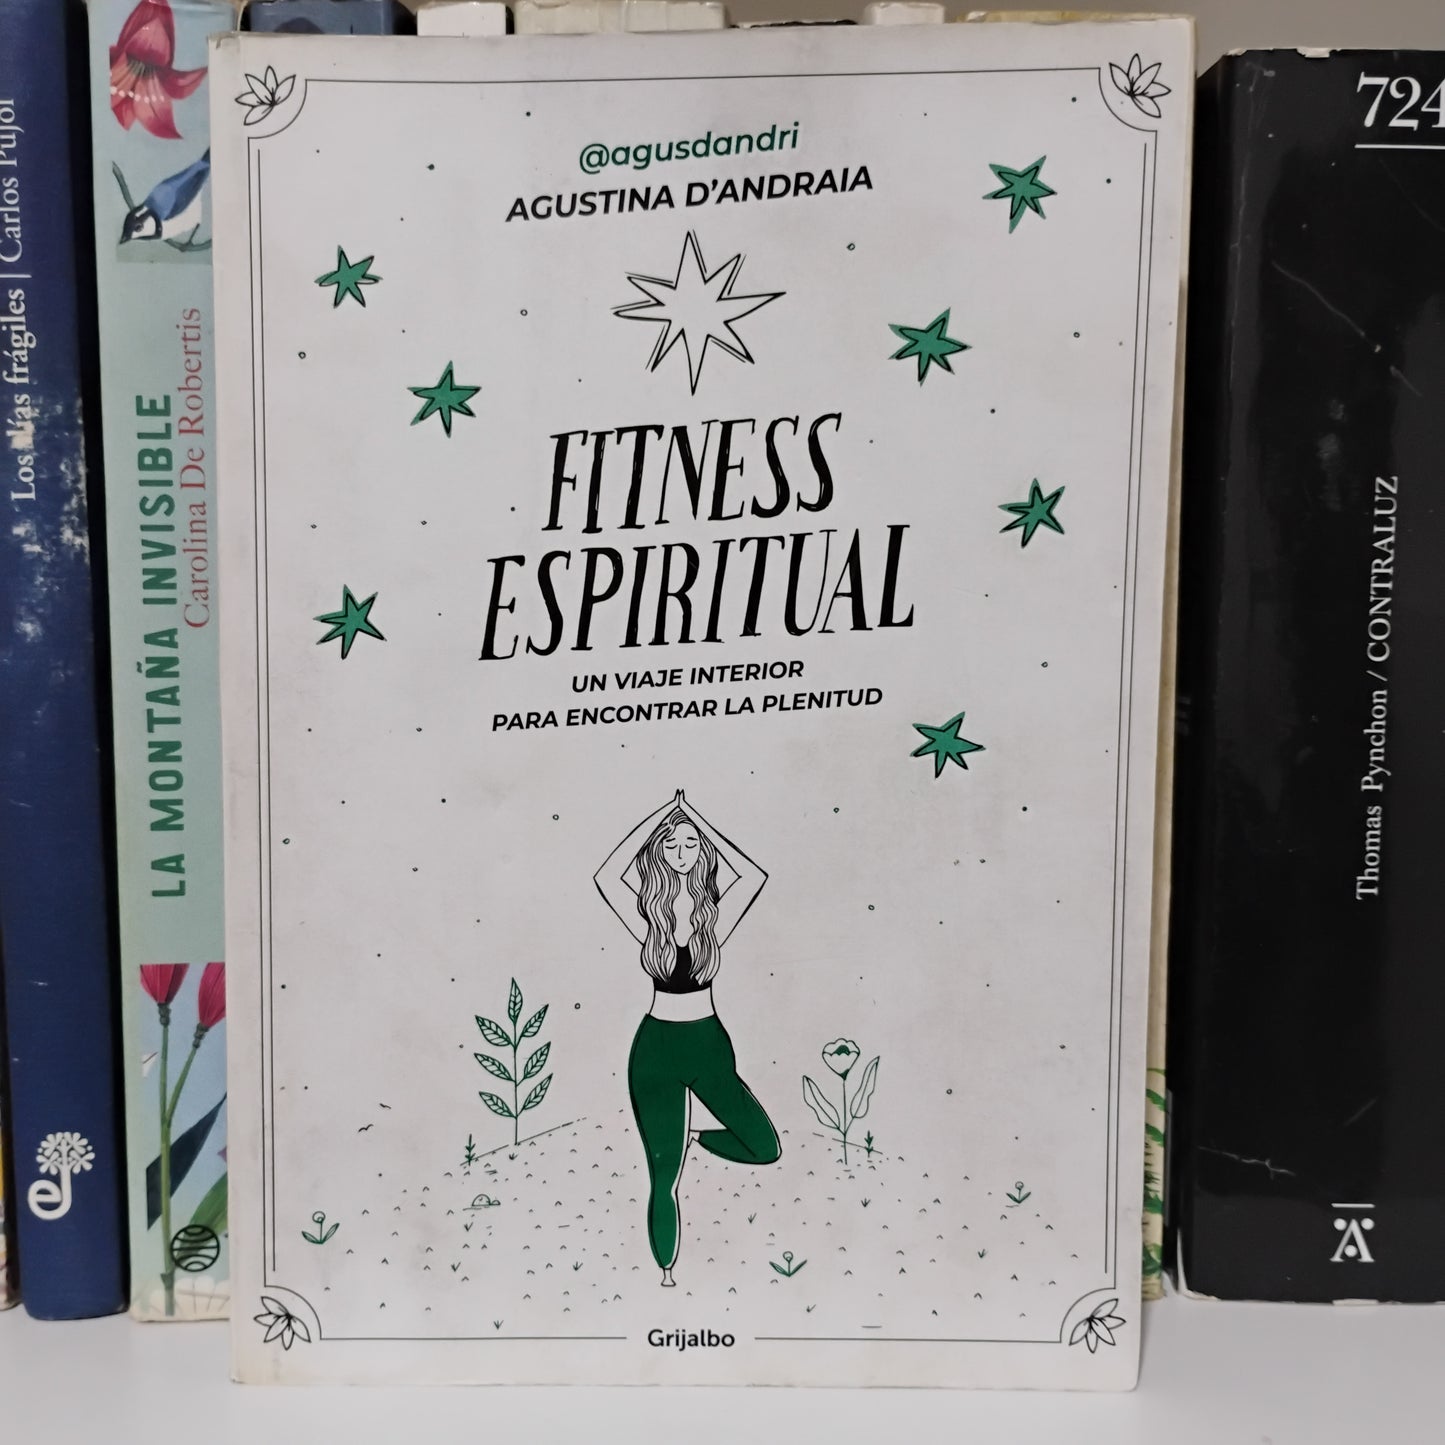 @agusdandri
AGUSTINA D'ANDRAIA
FITNESS
ESPIRITUAL
UN VIAJE INTERIOR
PARA ENCONTRAR LA PLENITUD
Grijalbo
Los días frágiles | Carlos Pujol
e
LA MONTAÑA INVISIBLE
Carolina De Robertis
724
Thomas Pynchon / CONTRALUZ
A